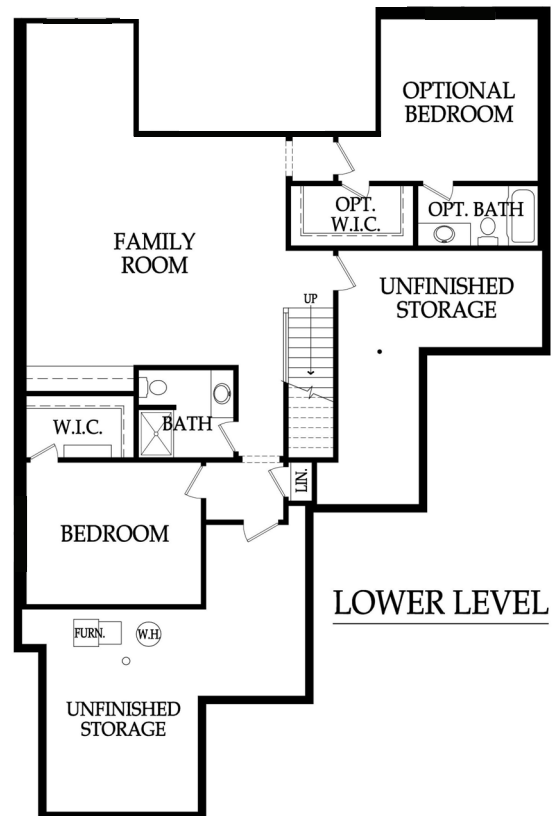 OPTIONAL
BEDROOM
OPT.
W.I.C.
OPT. BATH
FAMILY
ROOM
UNFINISHED
STORAGE
UP
W.I.C.
BATH
LIN.
BEDROOM
LOWER LEVEL
FURN.
W.H.
UNFINISHED
STORAGE